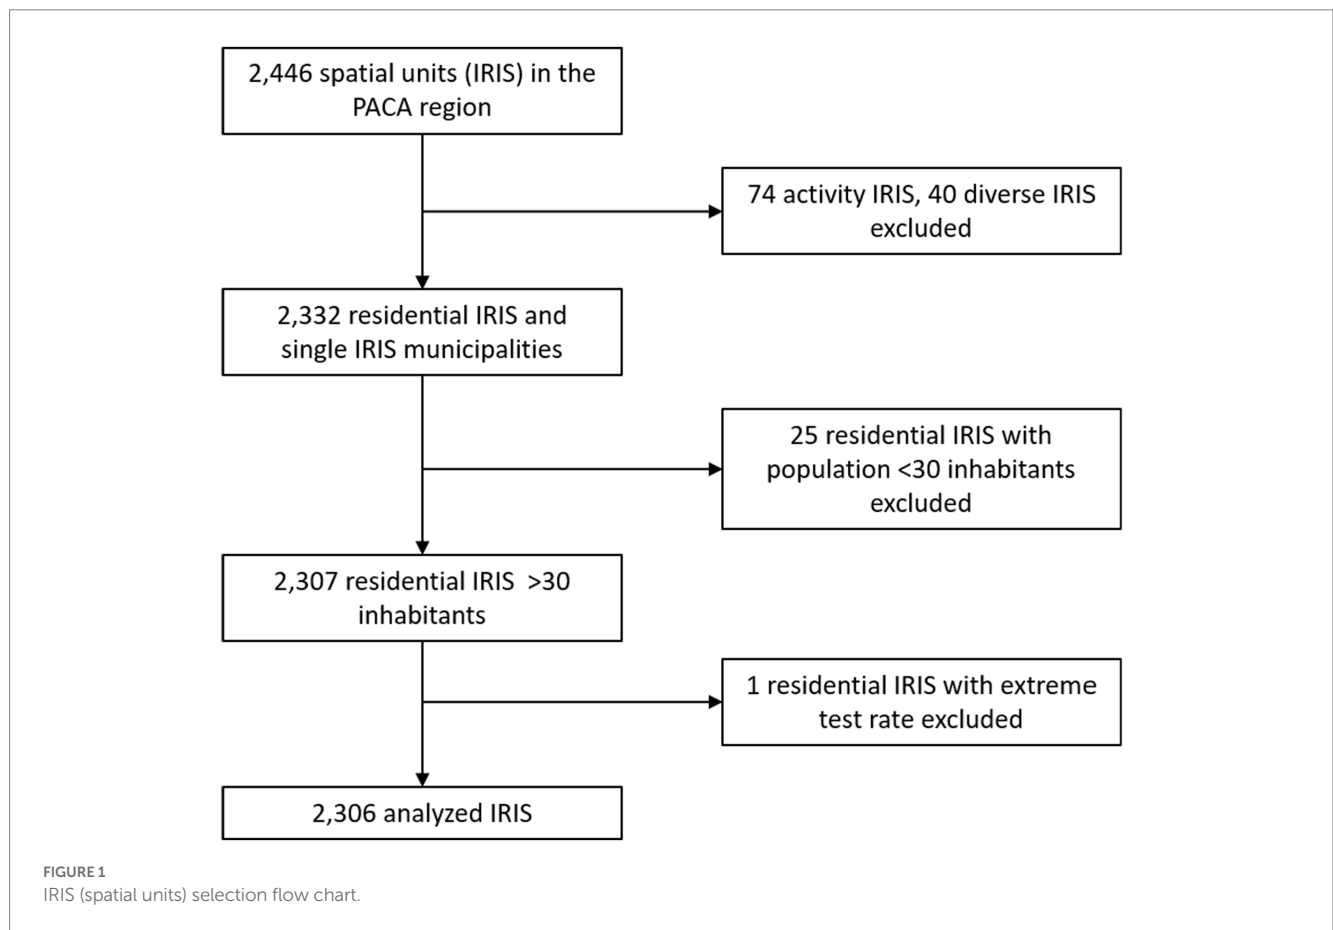 2,446 spatial units (IRIS) in the
PACA region
74 activity IRIS, 40 diverse IRIS
excluded
2,332 residential IRIS and
single IRIS municipalities
25 residential IRIS with
population <30 inhabitants
excluded
2,307 residential IRIS >30
inhabitants
1 residential IRIS with extreme
test rate excluded
2,306 analyzed IRIS
FIGURE 1
IRIS (spatial units) selection flow chart.